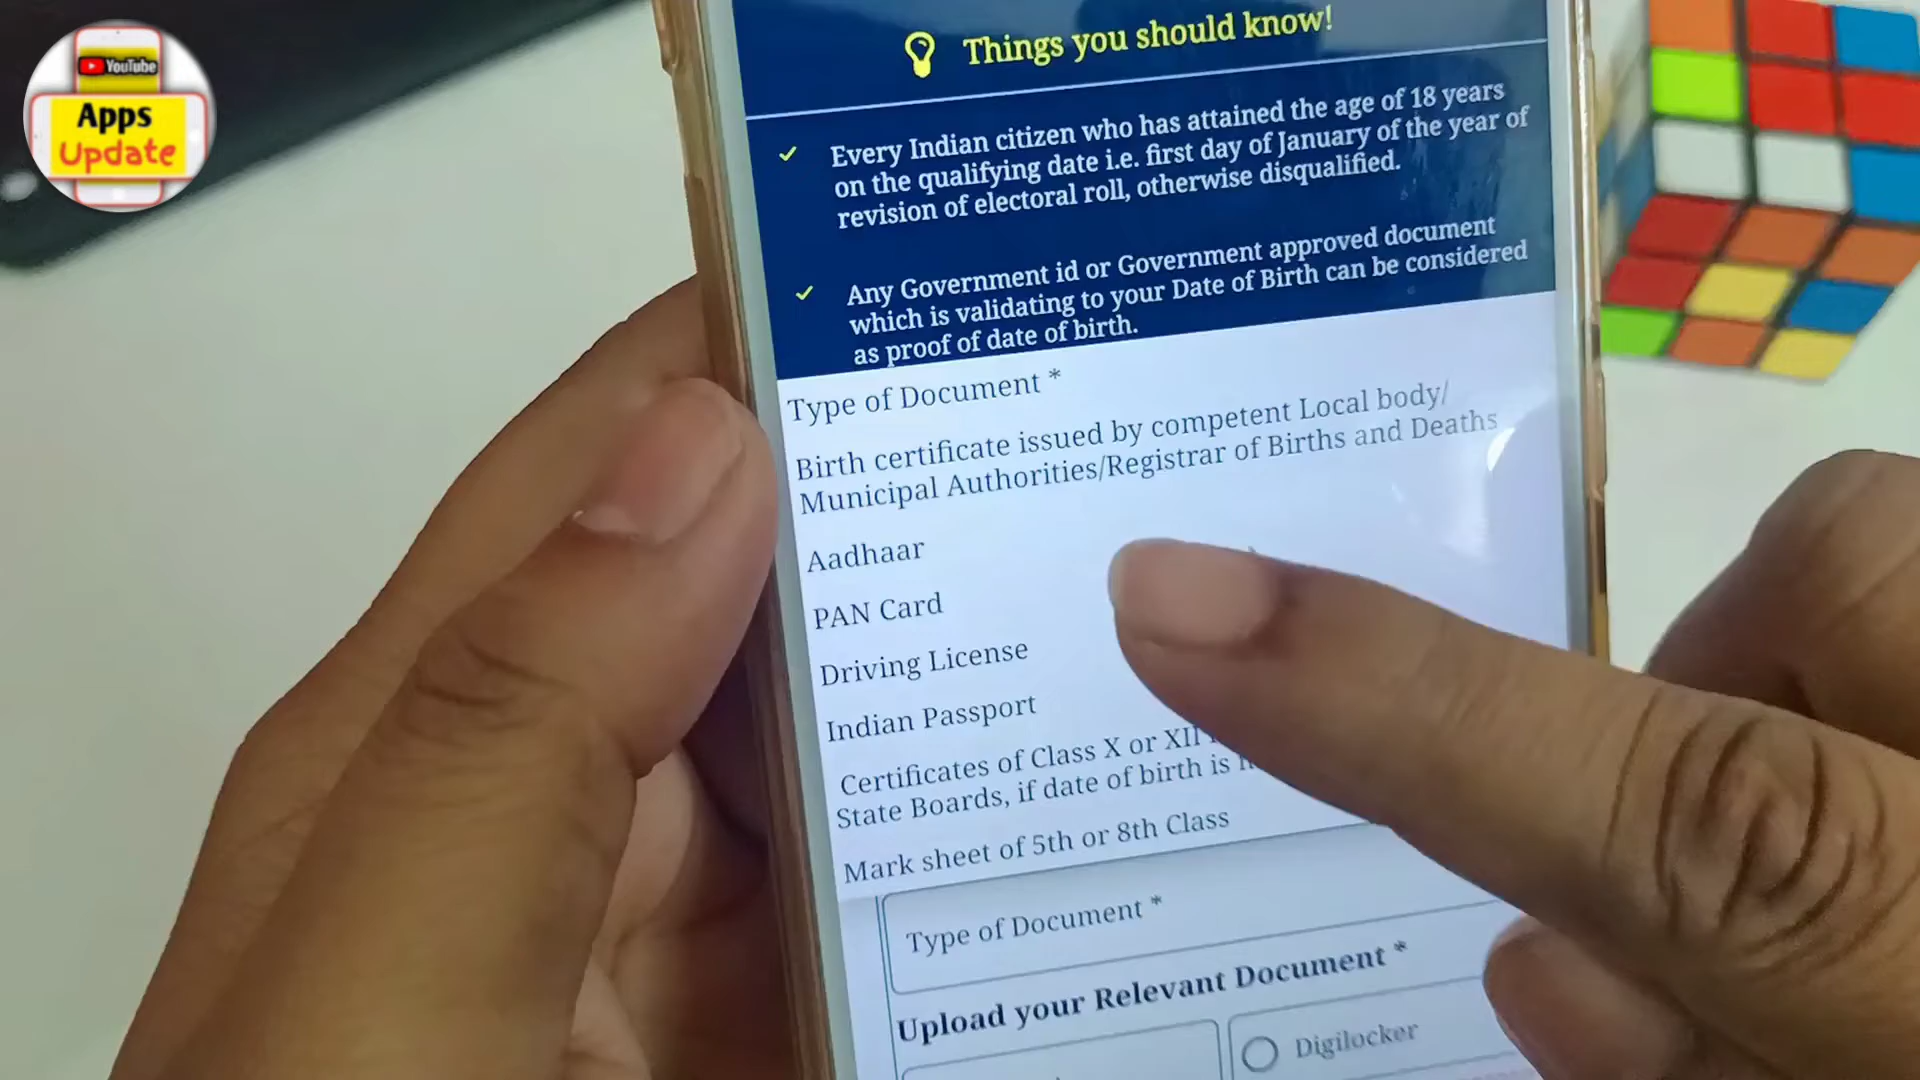 YouTube
Apps
Update
Things you should know!
Every Indian citizen who has attained the age of 18 years
on the qualifying date i.e. first day of January of the year of
revision of electoral roll, otherwise disqualified.
Any Government id or Government approved document
which is validating to your Date of Birth can be considered
as proof of date of birth.
Type of Document *
Birth certificate issued by competent Local body/
Municipal Authorities/Registrar of Births and Deaths
Aadhaar
PAN Card
Driving License
Indian Passport
Certificates of Class X or XII
State Boards, if date of birth is
Mark sheet of 5th or 8th Class
Type of Document *
Upload your Relevant Document *
Digilocker